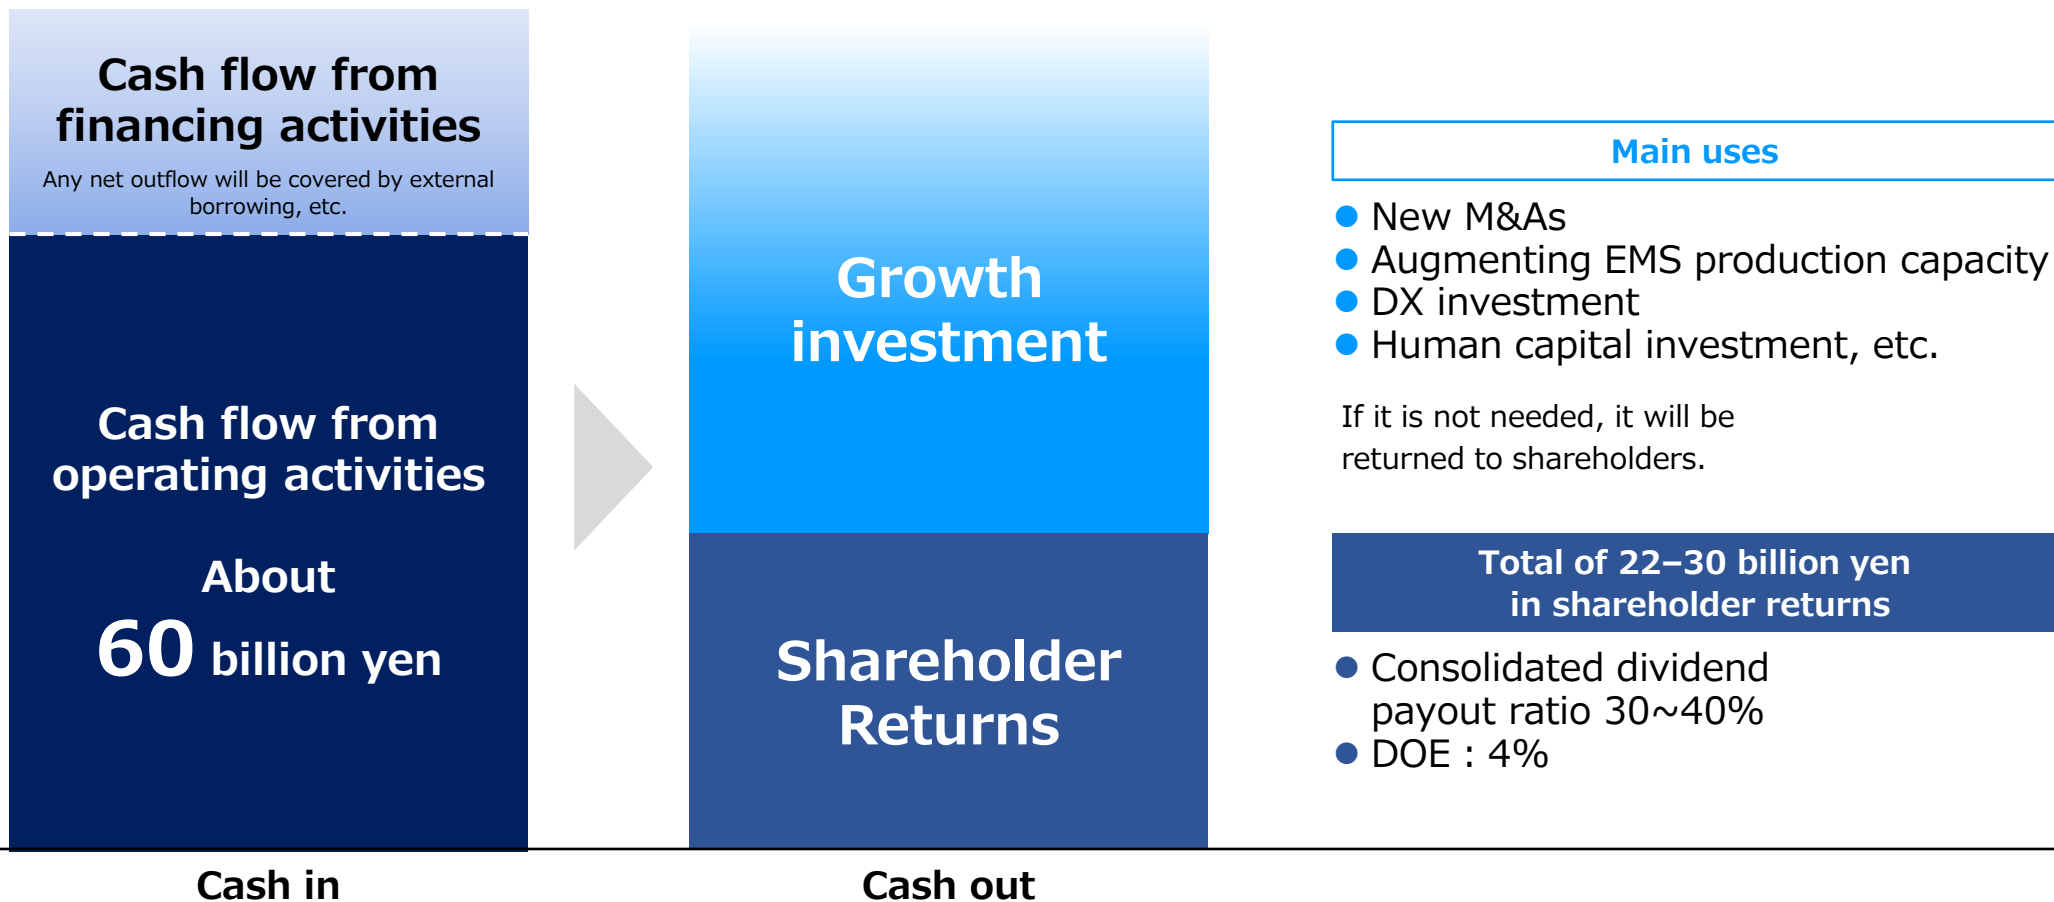 Cash flow from
financing activities
Any net outflow will be covered by external
borrowing, etc.
Cash flow from
operating activities
About
60 billion yen
Cash in
Growth
investment
Shareholder
Returns
Cash out
Main uses
● New M&As
● Augmenting EMS production capacity
● DX investment
● Human capital investment, etc.
If it is not needed, it will be
returned to shareholders.
Total of 22–30 billion yen
in shareholder returns
● Consolidated dividend
payout ratio 30~40%
● DOE : 4%